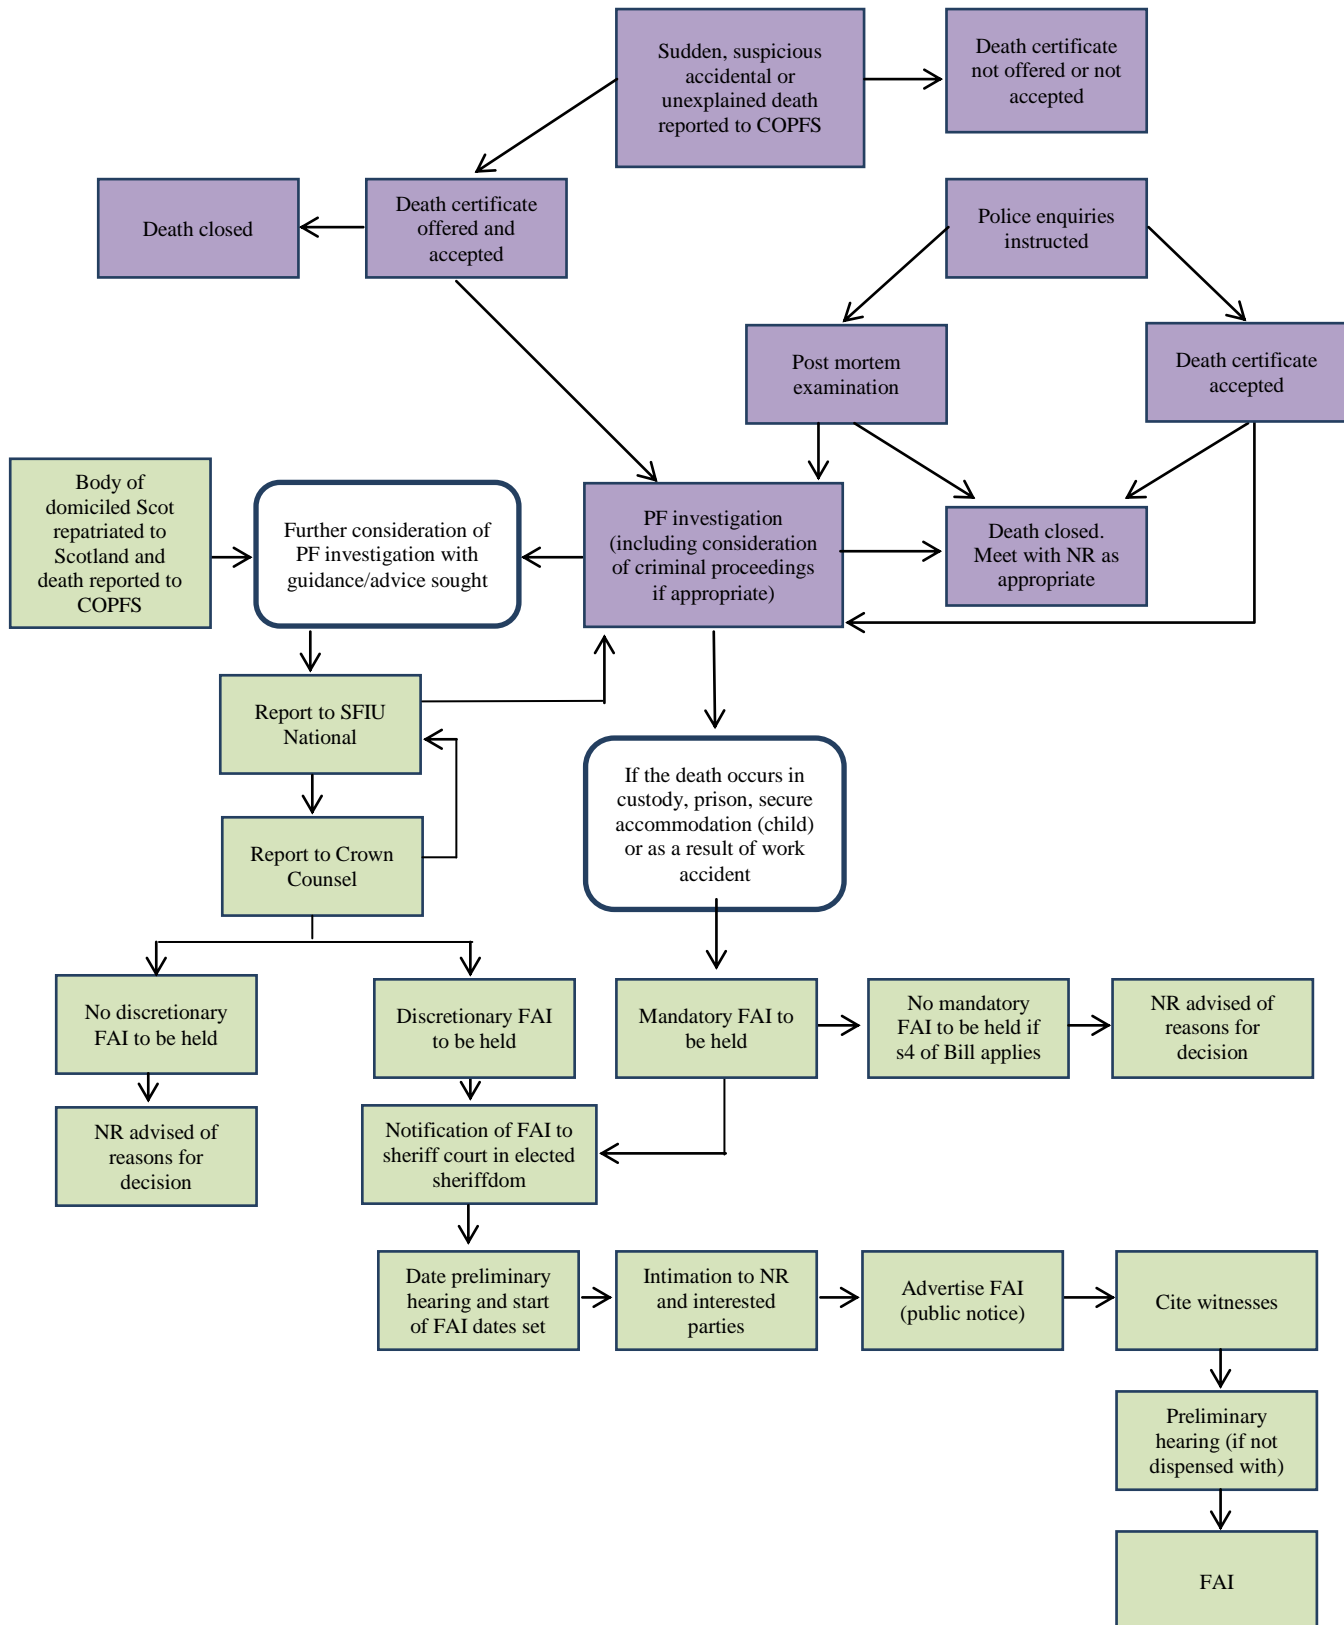 Sudden, suspicious
accidental or
unexplained death
reported to COPFS
Death certificate
not offered or not
accepted
Death closed
Death certificate
offered and
accepted
Police enquiries
instructed
Post mortem
examination
Death certificate
accepted
Body of
domiciled Scot
repatriated to
Scotland and
death reported to
COPFS
Further consideration of
PF investigation with
guidance/advice sought
PF investigation
(including consideration
of criminal proceedings
if appropriate)
Death closed.
Meet with NR as
appropriate
Report to SFIU
National
If the death occurs in
custody, prison, secure
accommodation (child)
or as a result of work
accident
Report to Crown
Counsel
No discretionary
FAI to be held
Discretionary FAI
to be held
Mandatory FAI to
be held
No mandatory
FAI to be held if
s4 of Bill applies
NR advised of
reasons for
decision
NR advised of
reasons for
decision
Notification of FAI to
sheriff court in elected
sheriffdom
Date preliminary
hearing and start
of FAI dates set
Intimation to NR
and interested
parties
Advertise FAI
(public notice)
Cite witnesses
Preliminary
hearing (if not
dispensed with)
FAI